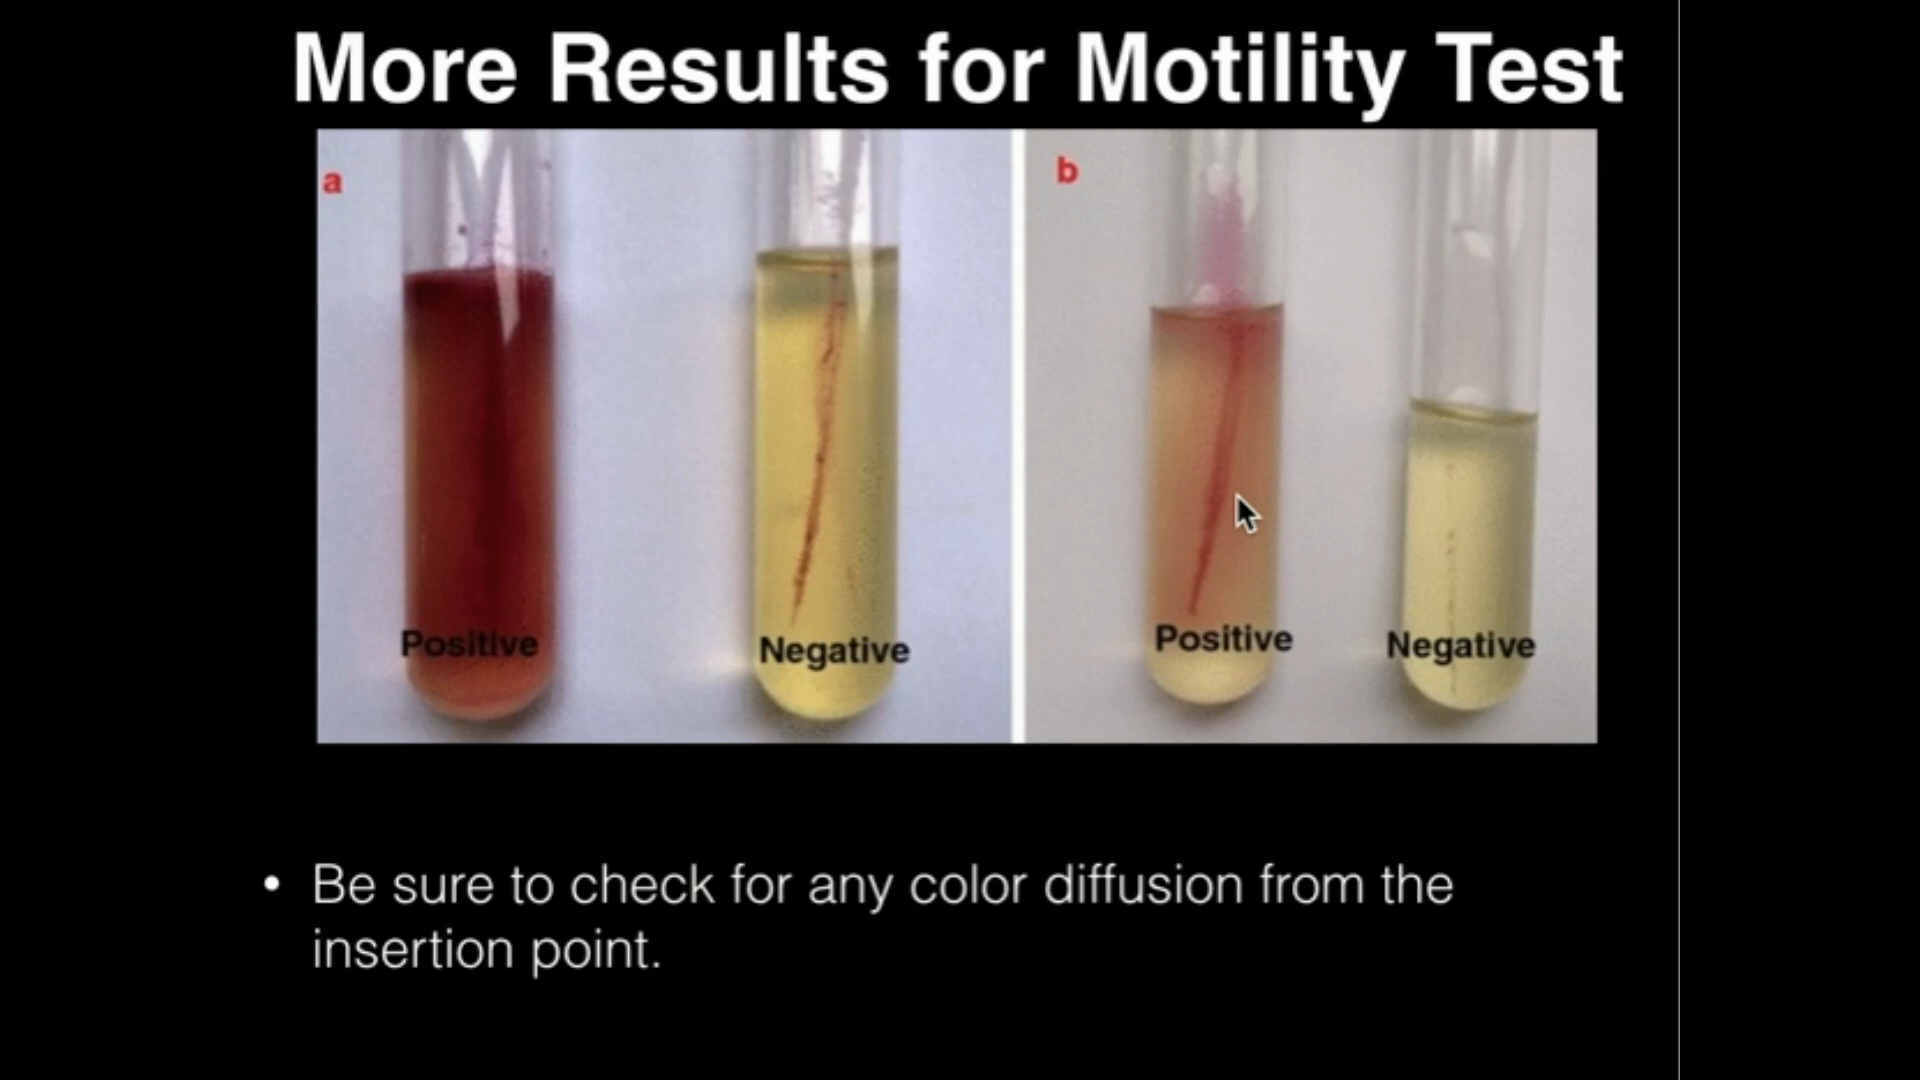 More Results for Motility Test
a
b
Positive
Negative
Positive
Negative
• Be sure to check for any color diffusion from the
insertion point.